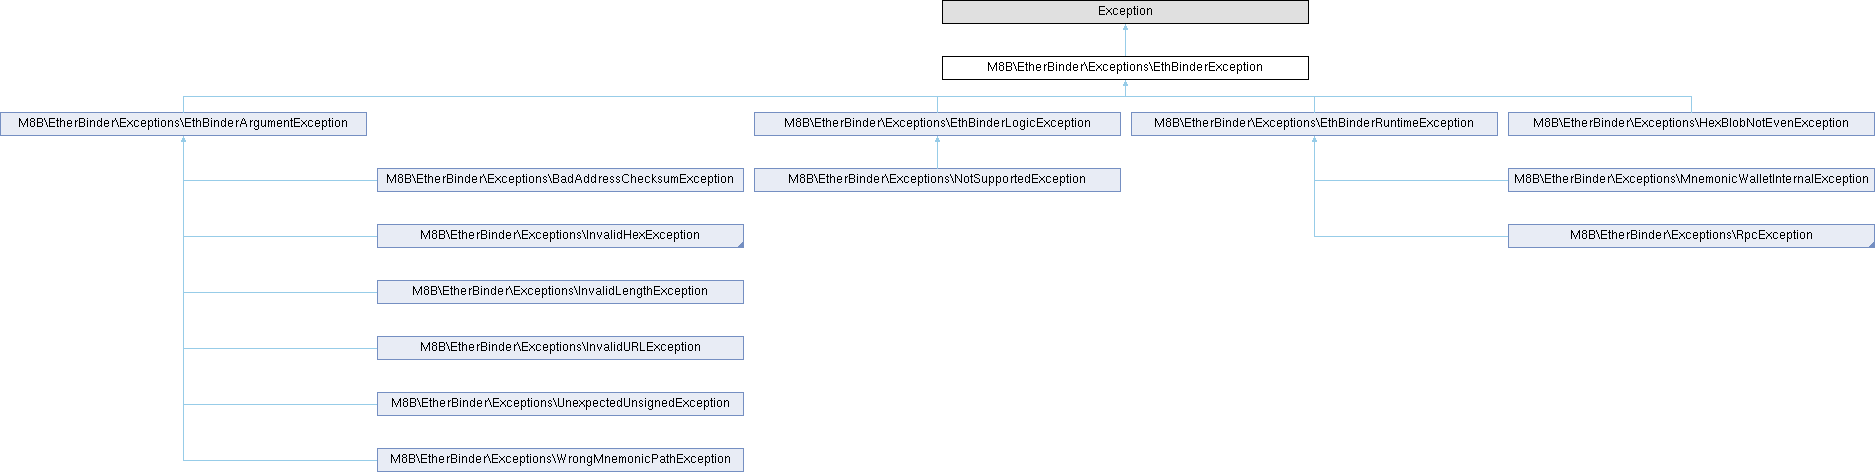 Exception
M8B\EtherBinder\Exceptions\EthBinderException
M8B\EtherBinder\Exceptions\EthBinderArgumentException
M8B\EtherBinder\Exceptions\EthBinderLogicException
M8B\EtherBinder\Exceptions\EthBinderRuntimeException
M8B\EtherBinder\Exceptions\HexBlobNotEvenException
M8B\EtherBinder\Exceptions\BadAddressChecksumException
M8B\EtherBinder\Exceptions\NotSupportedException
M8B\EtherBinder\Exceptions\MnemonicWalletInternalException
M8B\EtherBinder\Exceptions\InvalidHexException
M8B\EtherBinder\Exceptions\RpcException
M8B\EtherBinder\Exceptions\InvalidLengthException
M8B\EtherBinder\Exceptions\InvalidURLException
M8B\EtherBinder\Exceptions\UnexpectedUnsignedException
M8B\EtherBinder\Exceptions\WrongMnemonicPathException